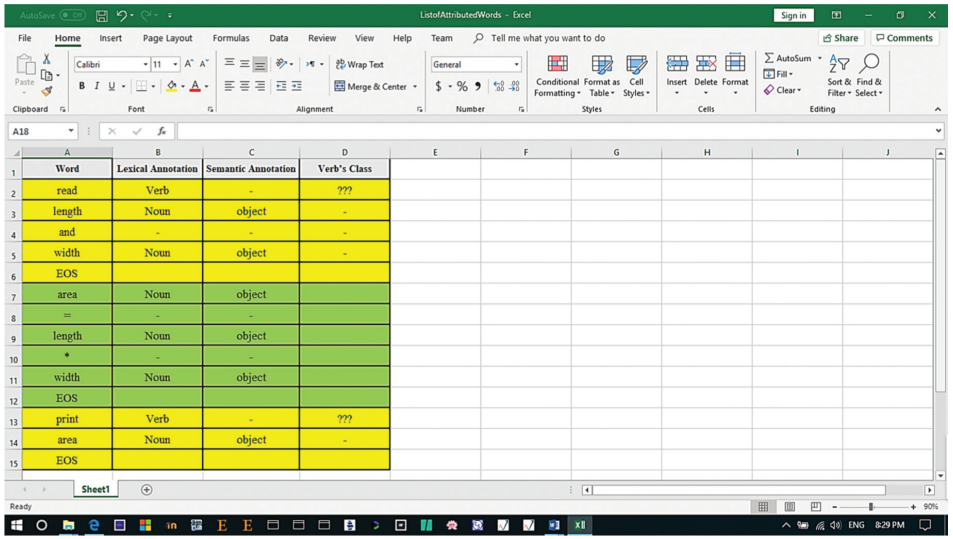 AutoSave Off ListofAttributedWords - Excel Sign in
File Home Insert Page Layout Formulas Data Review View Help Team Tell me what you want to do Share Comments
Paste Calibri 11 A^ Aˇ Wrap Text General Conditional Formatting Format as Table Cell Styles Insert Delete Format AutoSum Fill Clear Sort & Filter Find & Select
B I U A Merge & Center $ % 9
Clipboard Font Alignment Number Styles Cells Editing
A18 fx
A B C D E F G H I J
1 Word Lexical Annotation Semantic Annotation Verb's Class
2 read Verb - ???
3 length Noun object -
4 and - - -
5 width Noun object -
6 EOS
7 area Noun object
8 = - -
9 length Noun object
10 * - -
11 width Noun object
12 EOS
13 print Verb - ???
14 area Noun object -
15 EOS
Sheet1
Ready 90%
in E E ENG 8:29 PM